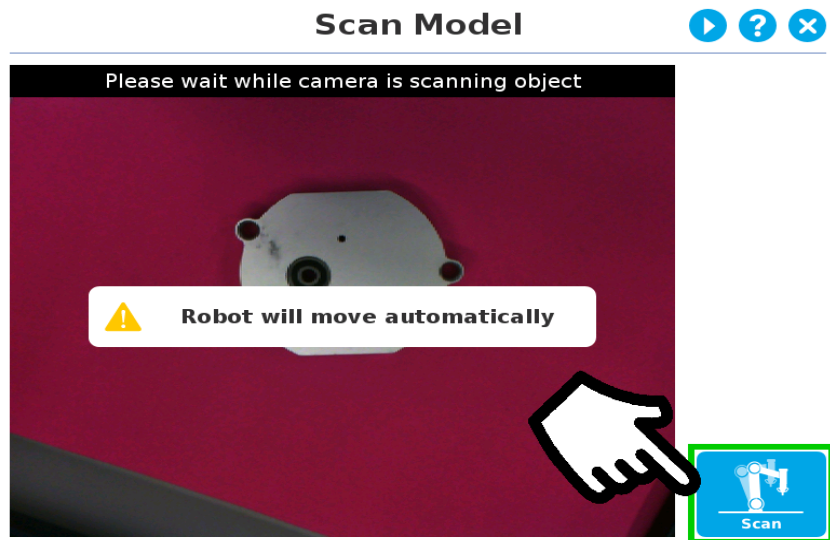 Scan Model
Please wait while camera is scanning object
Robot will move automatically
Scan